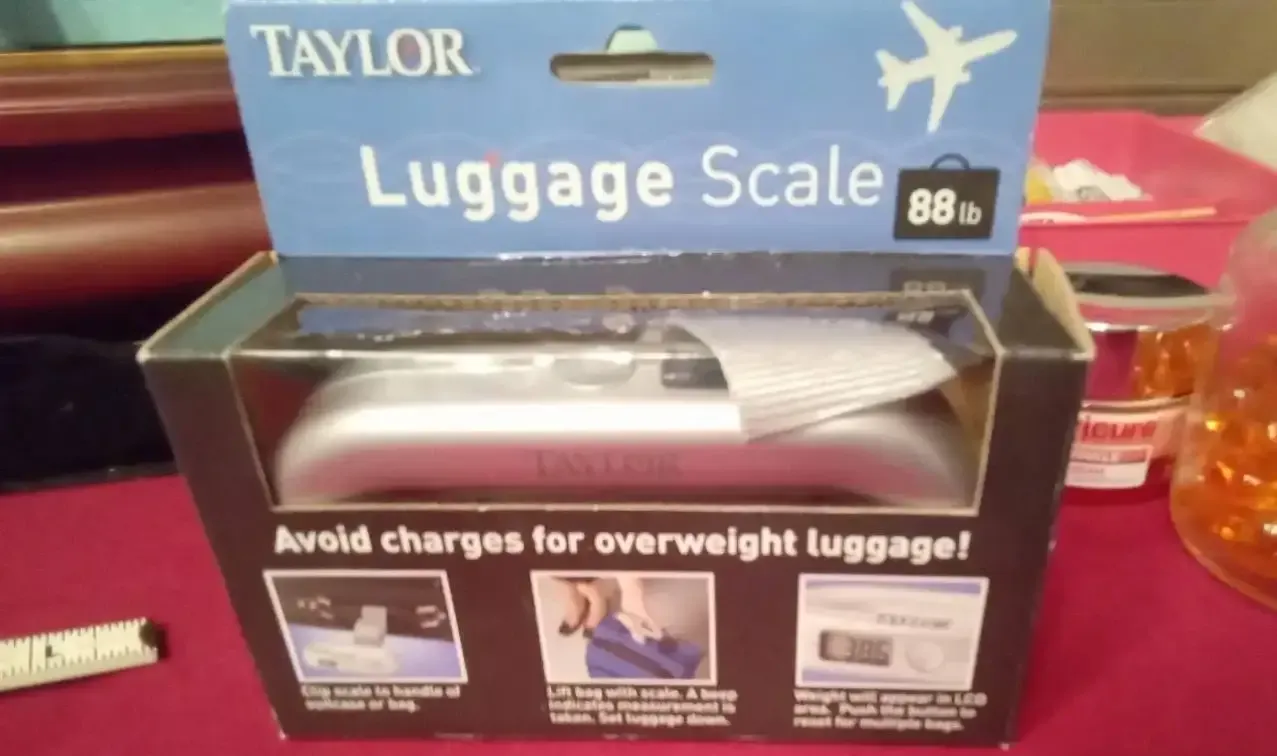 TAYLOR
Luggage Scale
88 lb
TAYLOR
Avoid charges for overweight luggage!
Clip scale to handle of
suitcase or bag.
Lift bag with scale. A beep
indicates measurement is
taken. Set luggage down.
Weight will appear in LCD
area. Push the button to
reset for multiple bags.